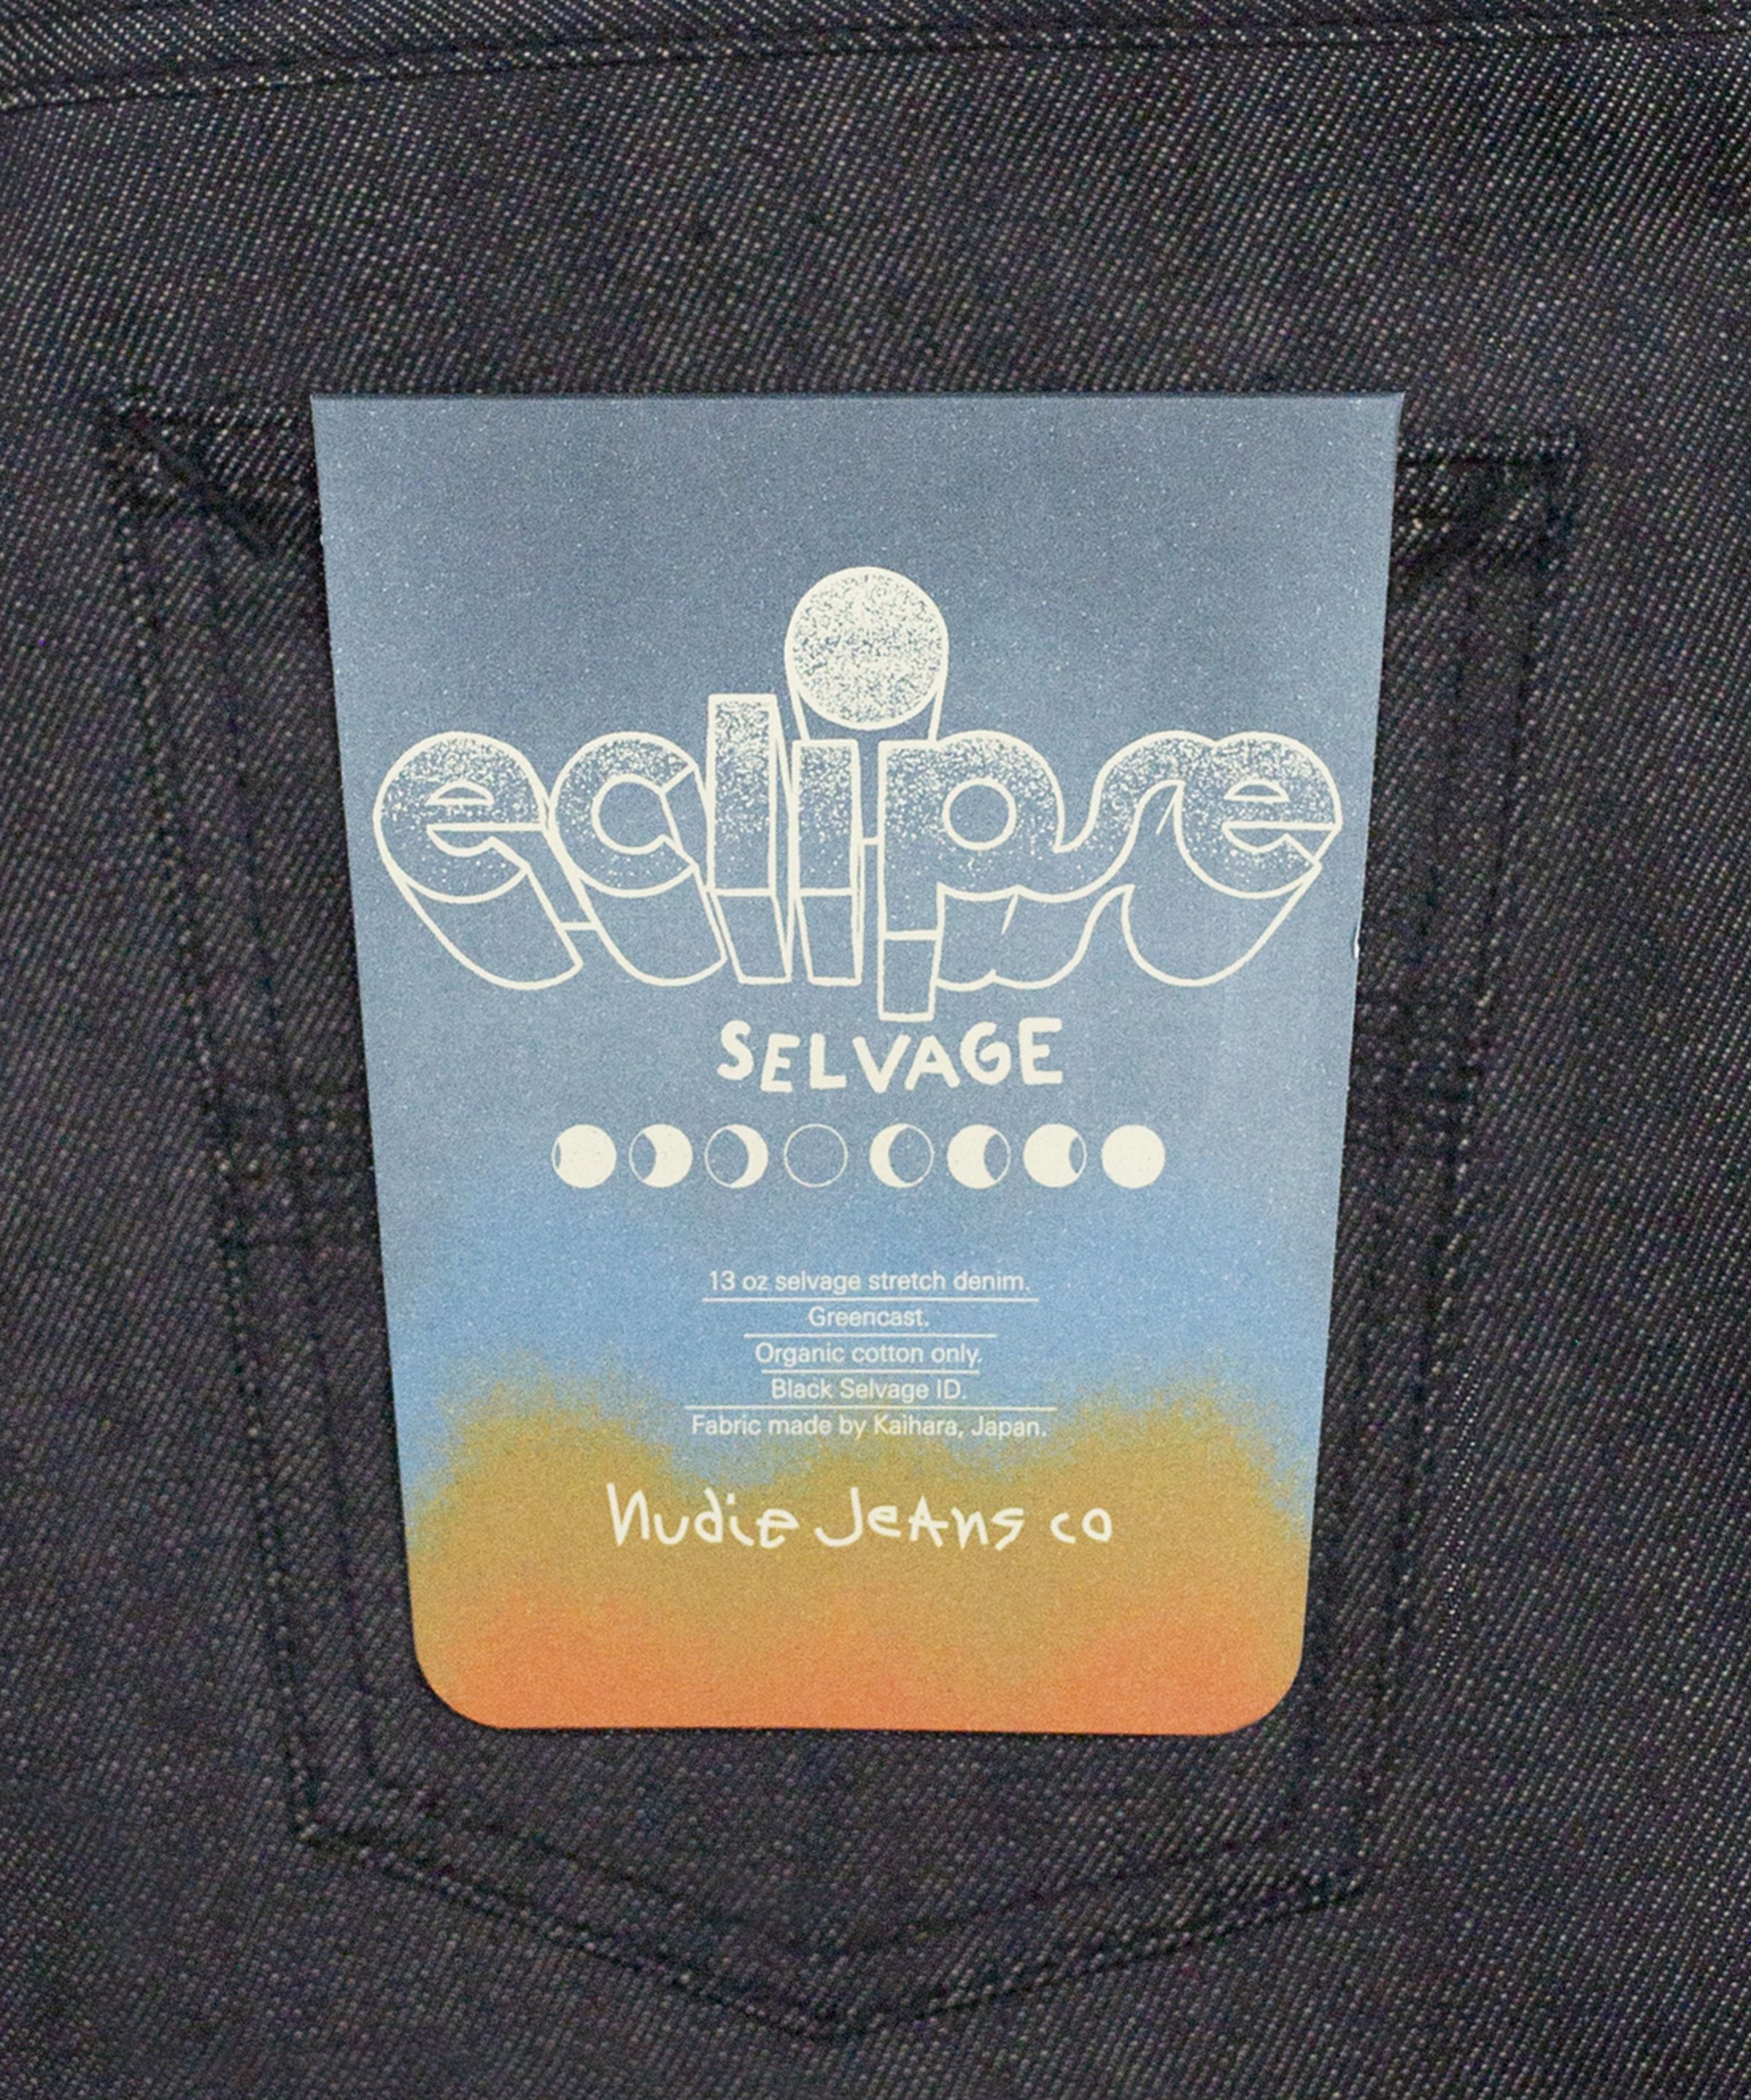 eclipse
SELVAGE
13 oz selvage stretch denim.
Greencast.
Organic cotton only.
Black Selvage ID.
Fabric made by Kaihara, Japan.
Nudie Jeans co